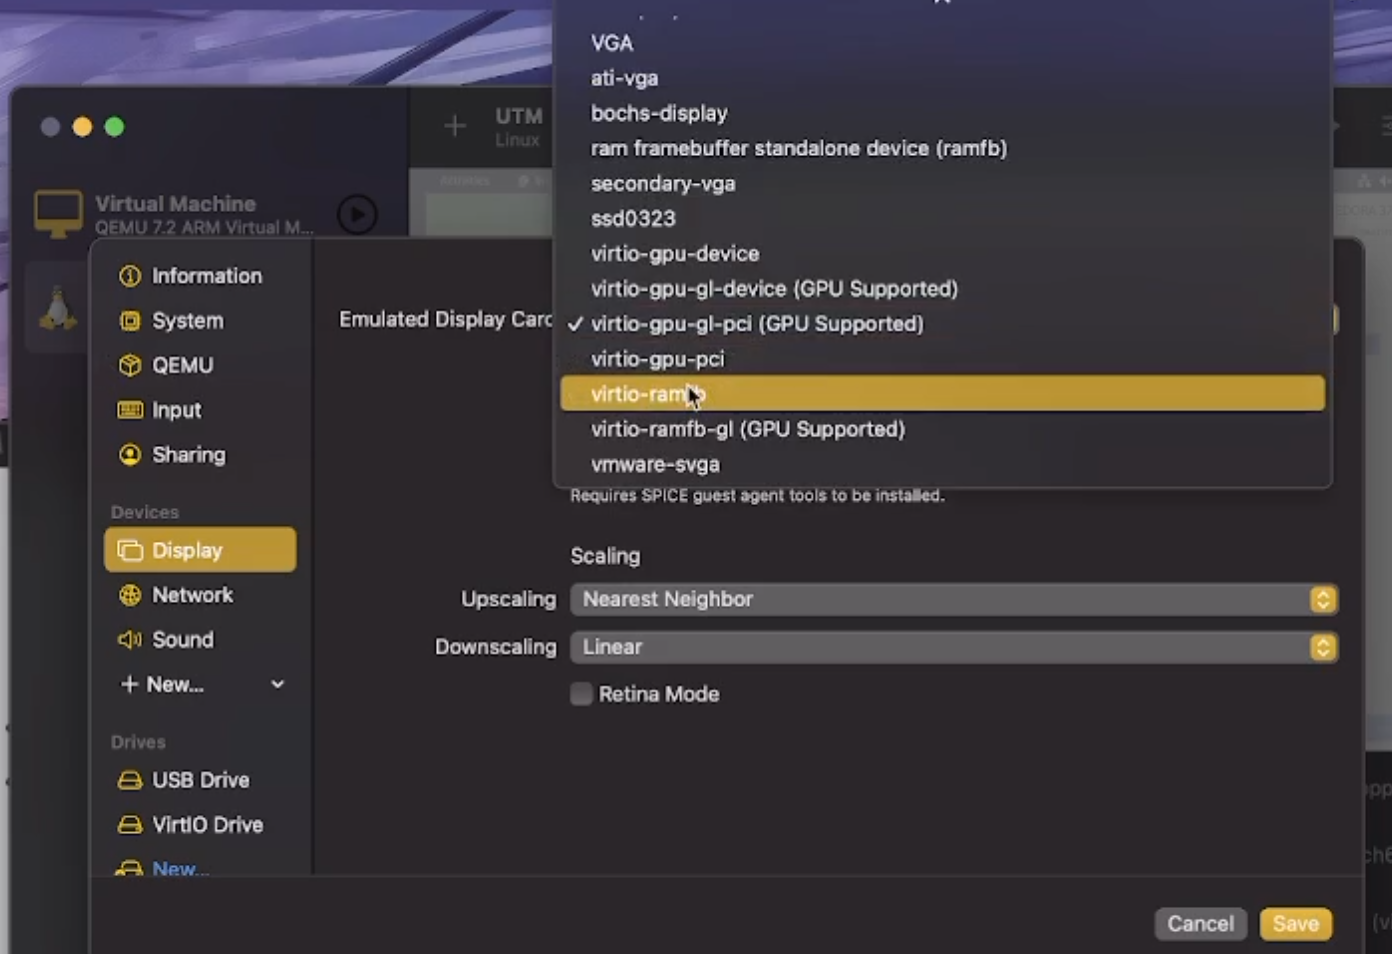 VGA
ati-vga
bochs-display
ram framebuffer standalone device (ramfb)
secondary-vga
ssd0323
virtio-gpu-device
virtio-gpu-gl-device (GPU Supported)
✓ virtio-gpu-gl-pci (GPU Supported)
virtio-gpu-pci
virtio-ramfb
virtio-ramfb-gl (GPU Supported)
vmware-svga
UTM
Linux
Activities
Virtual Machine
QEMU 7.2 ARM Virtual M...
Information
System
QEMU
Input
Sharing
Devices
Display
Network
Sound
+ New...
Drives
USB Drive
VirtIO Drive
New...
Emulated Display Card
Requires SPICE guest agent tools to be installed.
Scaling
Upscaling Nearest Neighbor
Downscaling Linear
Retina Mode
Cancel Save